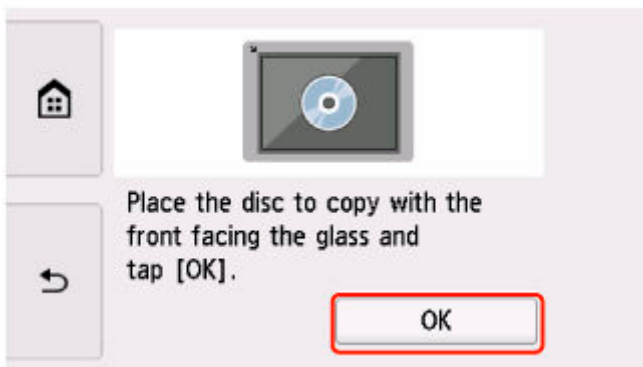 Place the disc to copy with the
front facing the glass and
tap [OK].
OK